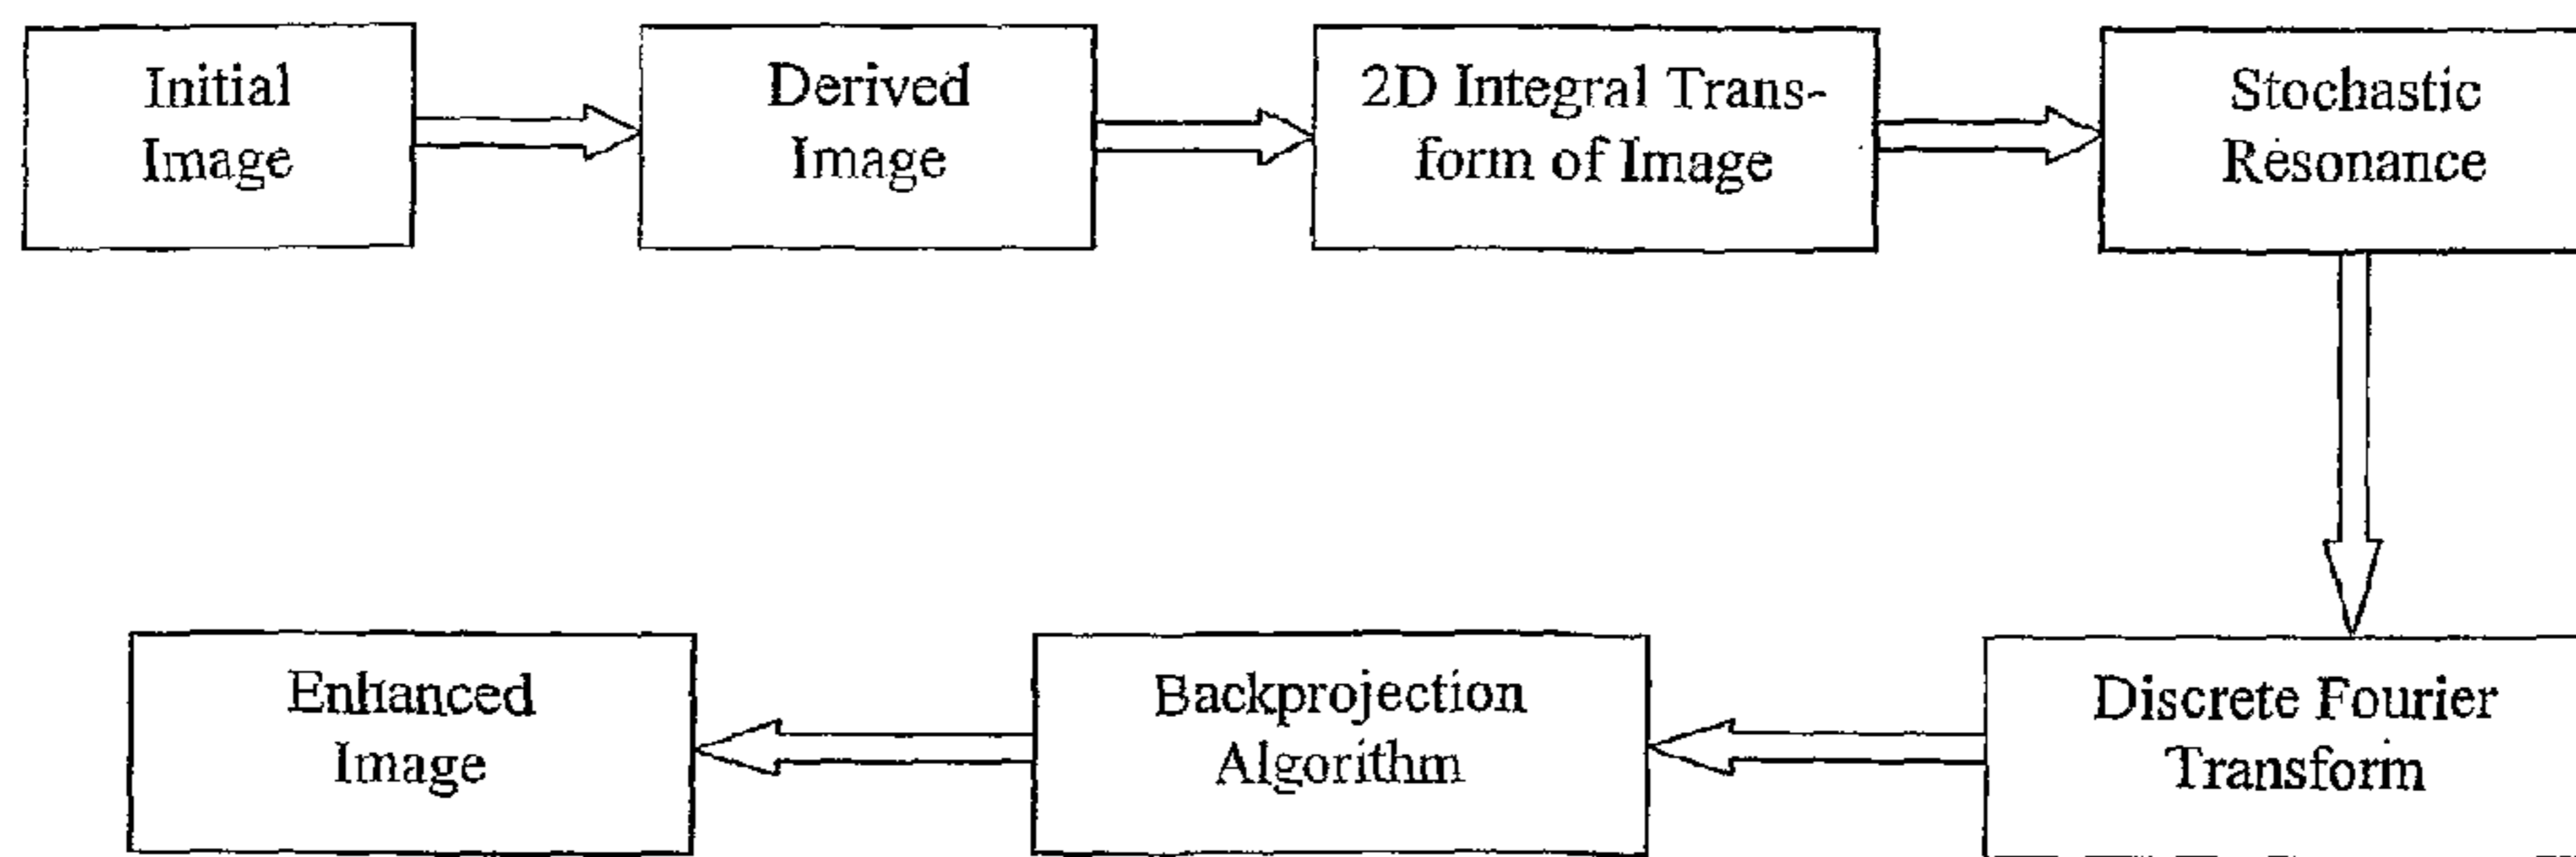 Initial
Image
Derived
Image
2D Integral Trans-
form of Image
Stochastic
Resonance
Discrete Fourier
Transform
Backprojection
Algorithm
Enhanced
Image